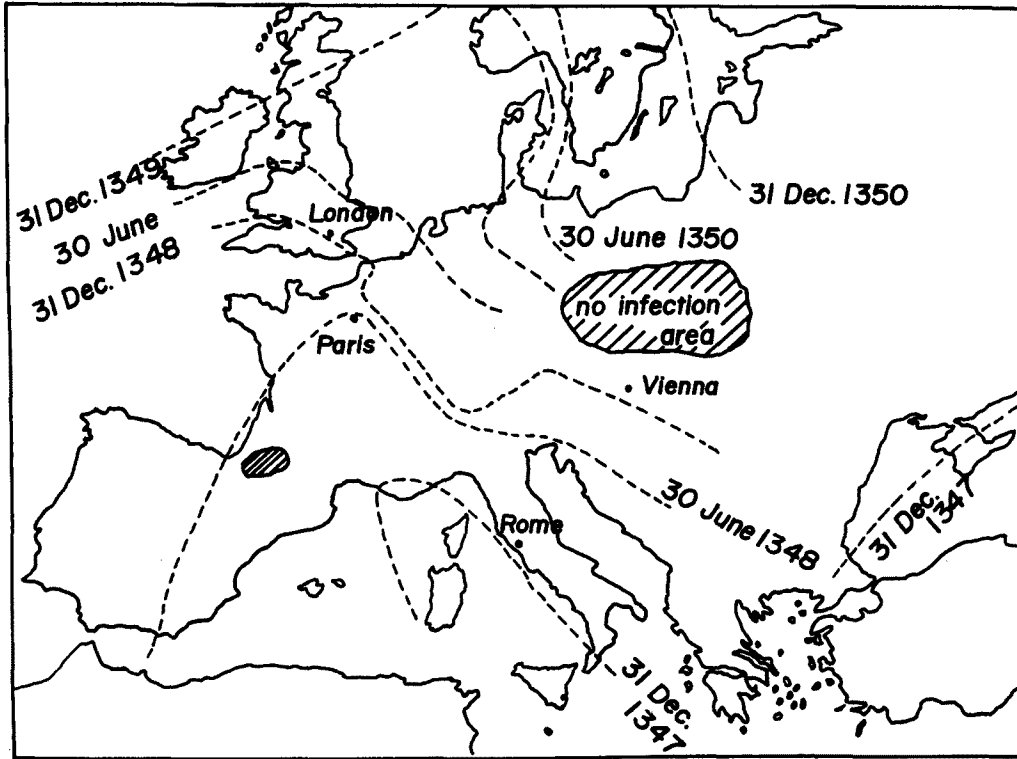 31 Dec. 1349
30 June
31 Dec. 1348
London
Paris
31 Dec. 1350
30 June 1350
no infection
area
Vienna
30 June 1348
Rome
31 Dec.
134
31 Dec.
1347